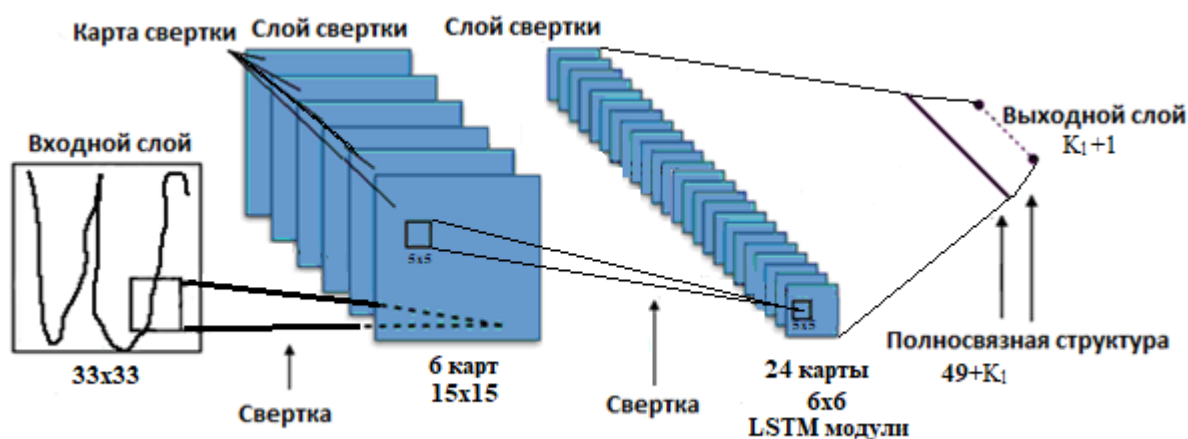 Карта свертки
Слой свертки
Слой свертки
Входной слой
Выходной слой
K₁+1
5x5
5x5
33x33
6 карт
15x15
24 карты
6x6
LSTM модули
Полносвязная структура
49+K₁
Свертка
Свертка